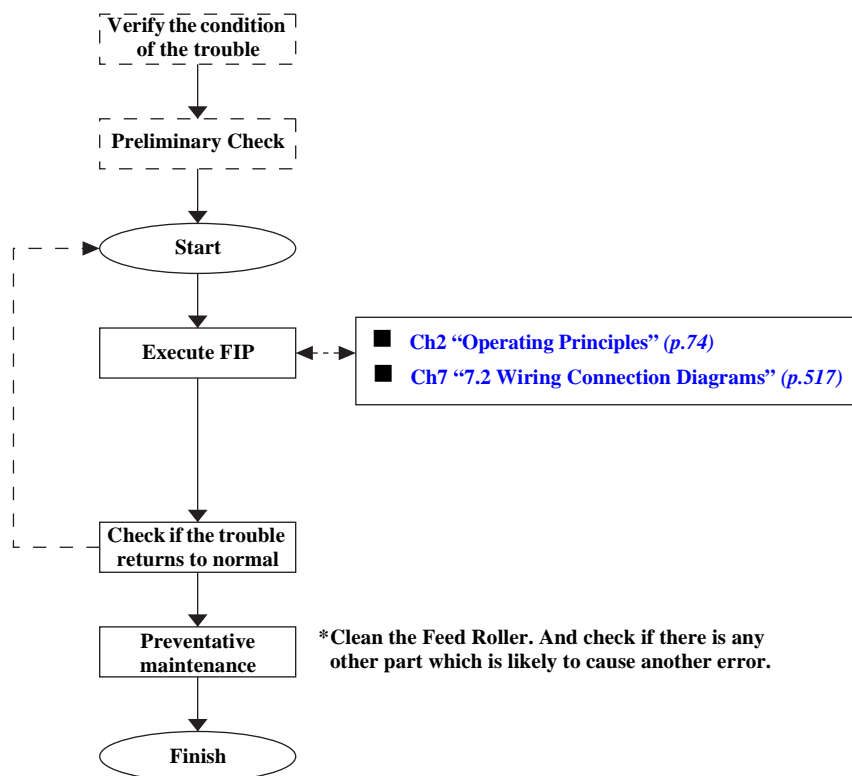 Verify the condition
of the trouble
Preliminary Check
Start
Execute FIP
■ Ch2 “Operating Principles” (p.74)
■ Ch7 “7.2 Wiring Connection Diagrams” (p.517)
Check if the trouble
returns to normal
Preventative
maintenance
*Clean the Feed Roller. And check if there is any
other part which is likely to cause another error.
Finish